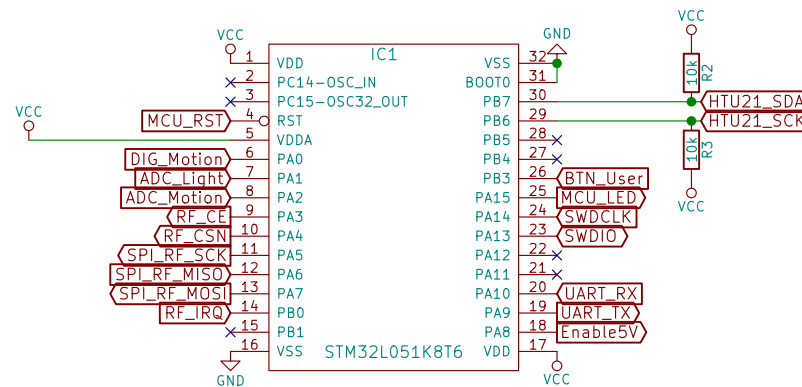 VCC
IC1
GND
VCC
1 VDD VSS 32
2 PC14-OSC_IN BOOT0 31
3 PC15-OSC32_OUT PB7 30
10k R2
HTU21_SDA
MCU_RST 4 RST PB6 29
HTU21_SCK
VCC
5 VDDA PB5 28
DIG_Motion 6 PA0 PB4 27
10k R3
ADC_Light 7 PA1 PB3 26 BTN_User
ADC_Motion 8 PA2 PA15 25 MCU_LED
VCC
RF_CE 9 PA3 PA14 24 SWDCLK
RF_CSN 10 PA4 PA13 23 SWDIO
SPI_RF_SCK 11 PA5 PA12 22
SPI_RF_MISO 12 PA6 PA11 21
SPI_RF_MOSI 13 PA7 PA10 20 UART_RX
RF_IRQ 14 PB0 PA9 19 UART_TX
15 PB1 PA8 18 Enable5V
16 VSS STM32L051K8T6 VDD 17
GND
VCC